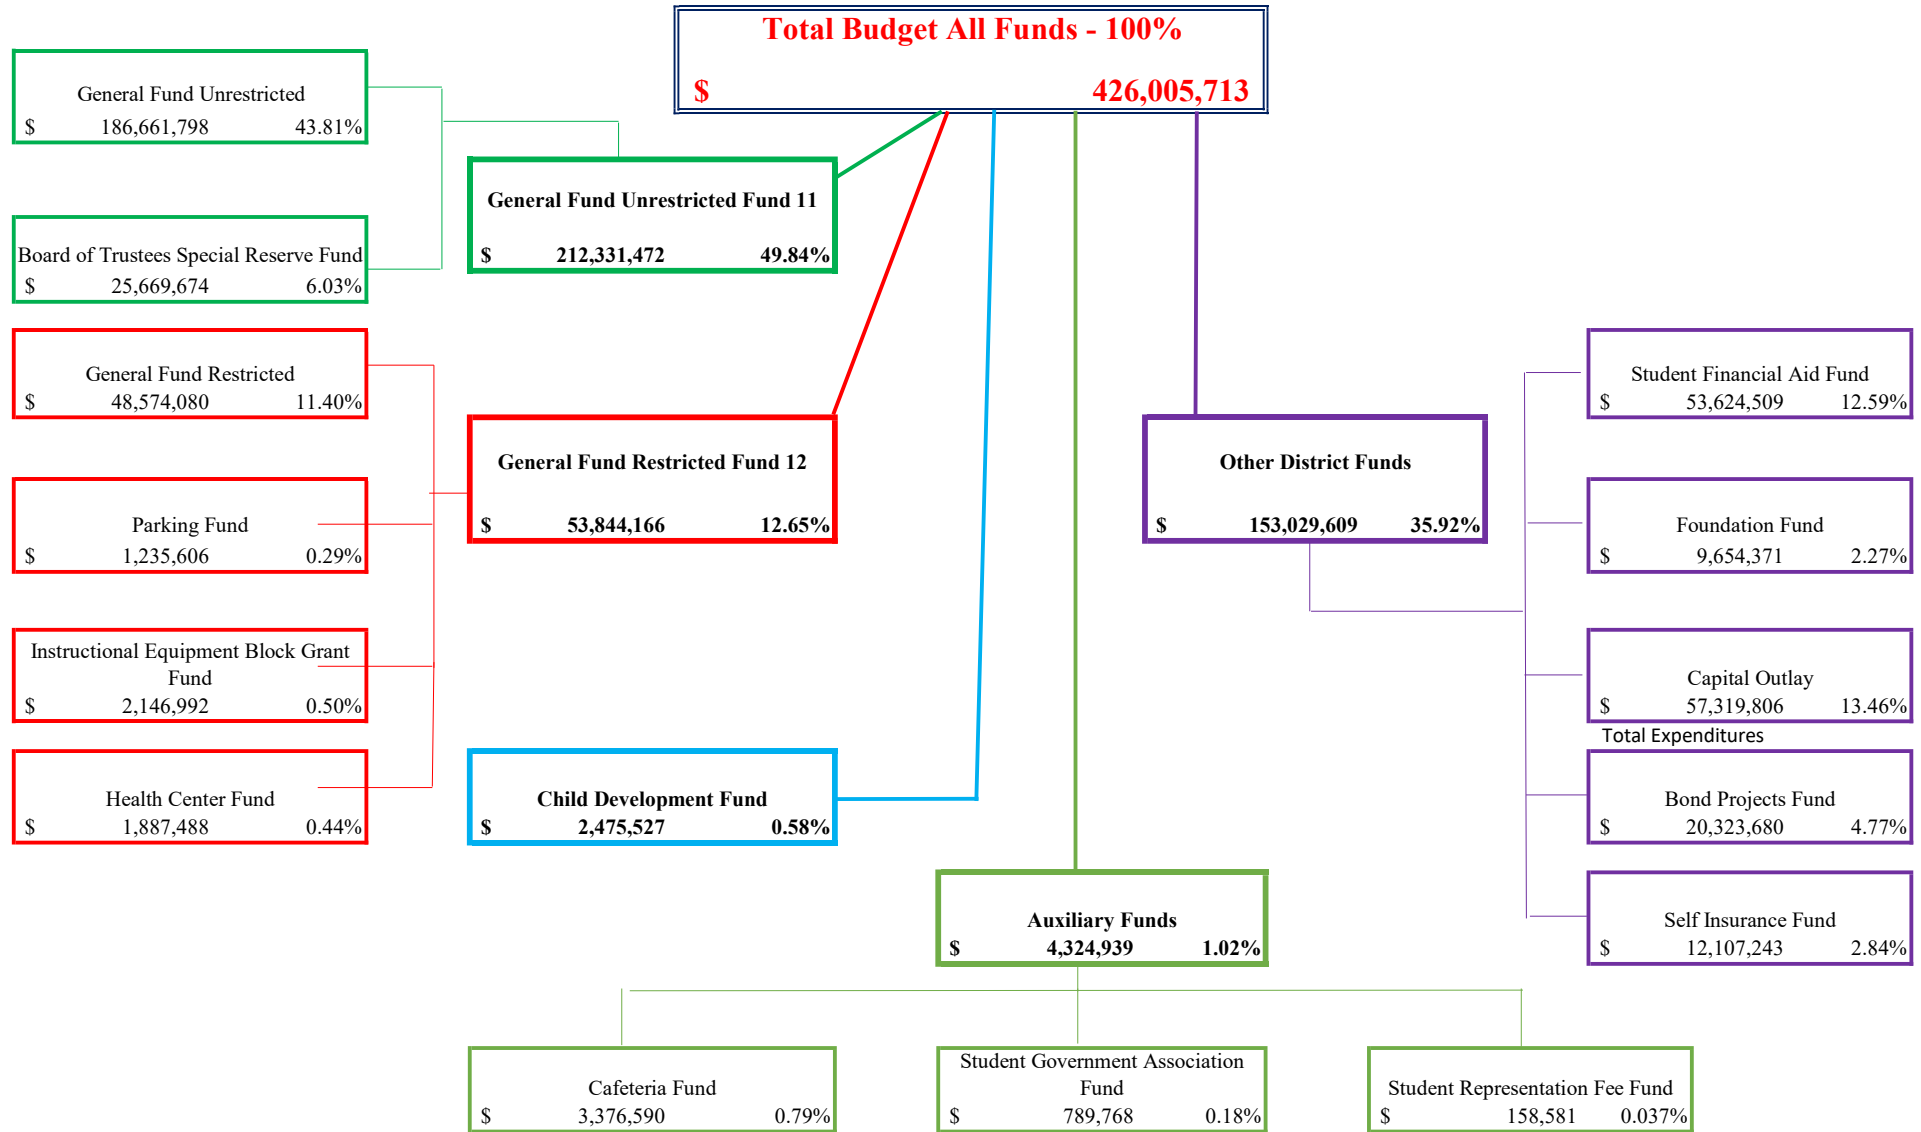 Total Budget All Funds - 100%
$ 426,005,713
General Fund Unrestricted
$ 186,661,798 43.81%
General Fund Unrestricted Fund 11
$ 212,331,472 49.84%
Board of Trustees Special Reserve Fund
$ 25,669,674 6.03%
General Fund Restricted
$ 48,574,080 11.40%
General Fund Restricted Fund 12
$ 53,844,166 12.65%
Parking Fund
$ 1,235,606 0.29%
Instructional Equipment Block Grant
Fund
$ 2,146,992 0.50%
Health Center Fund
$ 1,887,488 0.44%
Child Development Fund
$ 2,475,527 0.58%
Other District Funds
$ 153,029,609 35.92%
Student Financial Aid Fund
$ 53,624,509 12.59%
Foundation Fund
$ 9,654,371 2.27%
Capital Outlay
$ 57,319,806 13.46%
Total Expenditures
Bond Projects Fund
$ 20,323,680 4.77%
Self Insurance Fund
$ 12,107,243 2.84%
Auxiliary Funds
$ 4,324,939 1.02%
Cafeteria Fund
$ 3,376,590 0.79%
Student Government Association
Fund
$ 789,768 0.18%
Student Representation Fee Fund
$ 158,581 0.037%